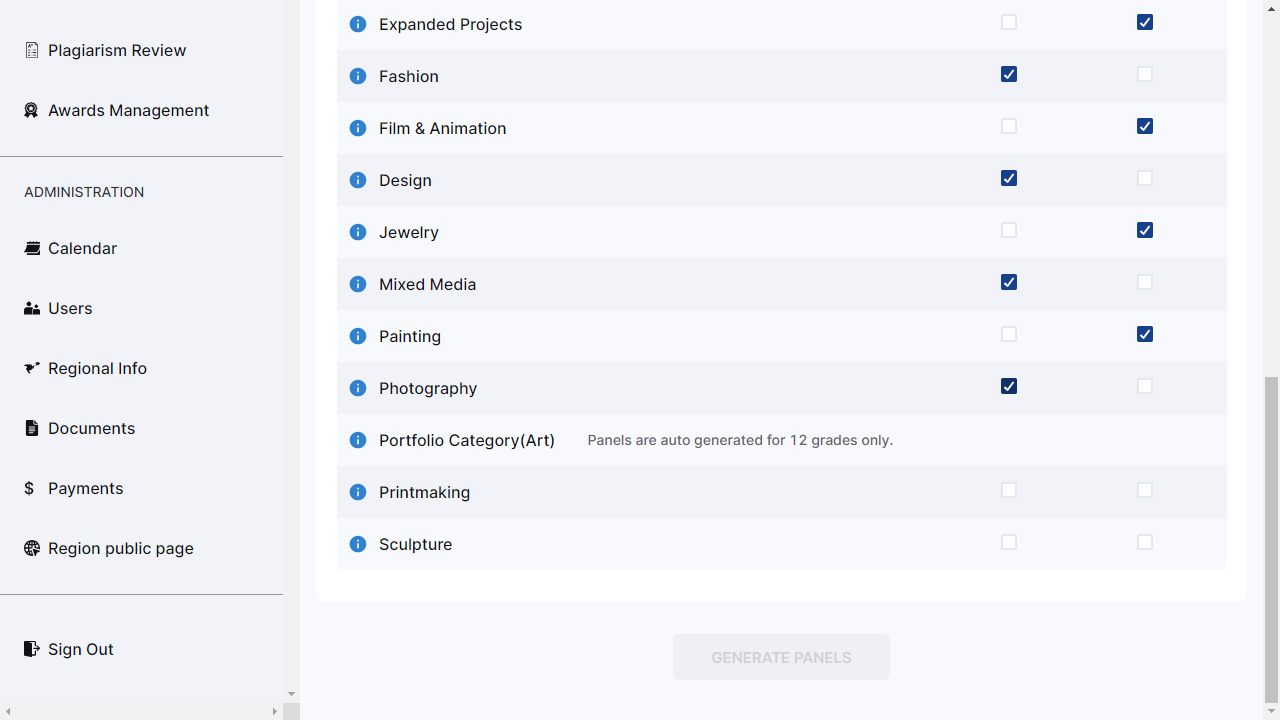 Plagiarism Review
Awards Management
ADMINISTRATION
Calendar
Users
Regional Info
Documents
$ Payments
Region public page
Sign Out
Expanded Projects
Fashion
Film & Animation
Design
Jewelry
Mixed Media
Painting
Photography
Portfolio Category(Art) Panels are auto generated for 12 grades only.
Printmaking
Sculpture
GENERATE PANELS